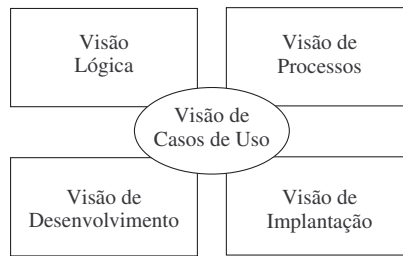 Visão
Lógica
Visão de
Processos
Visão de
Casos de Uso
Visão de
Desenvolvimento
Visão de
Implantação